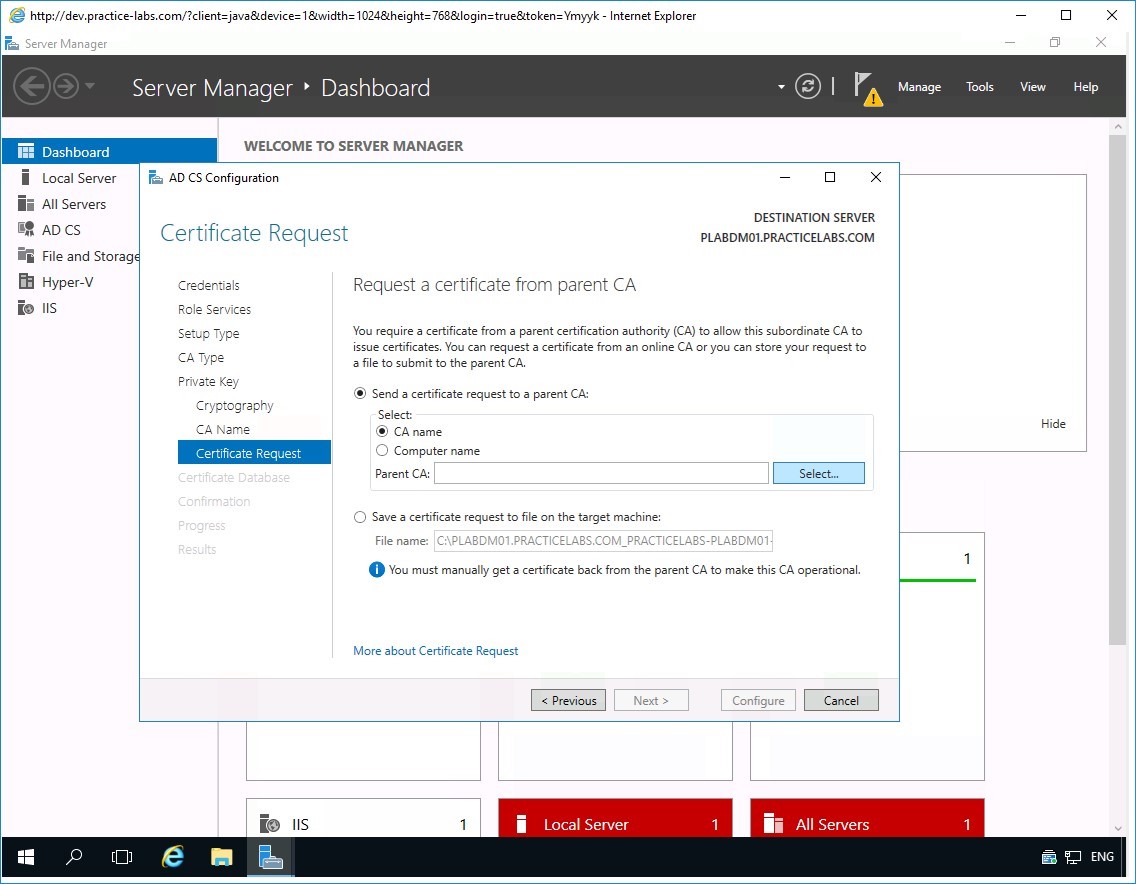 http://dev.practice-labs.com/?client=java&device=1&width=1024&height=768&login=true&token=Ymyyk - Internet Explorer
Server Manager
Server Manager ‣ Dashboard
Manage Tools View Help
Dashboard
Local Server
All Servers
AD CS
File and Storage
Hyper-V
IIS
WELCOME TO SERVER MANAGER
AD CS Configuration
Certificate Request
DESTINATION SERVER
PLABDM01.PRACTICELABS.COM
Credentials
Role Services
Setup Type
CA Type
Private Key
Cryptography
CA Name
Certificate Request
Certificate Database
Confirmation
Progress
Results
Request a certificate from parent CA
You require a certificate from a parent certification authority (CA) to allow this subordinate CA to
issue certificates. You can request a certificate from an online CA or you can store your request to
a file to submit to the parent CA.
Send a certificate request to a parent CA:
Select:
CA name
Computer name
Parent CA: Select...
Save a certificate request to file on the target machine:
File name: C:\PLABDM01.PRACTICELABS.COM_PRACTICELABS-PLABDM01-
You must manually get a certificate back from the parent CA to make this CA operational.
More about Certificate Request
< Previous Next > Configure Cancel
Hide
1
IIS 1
Local Server 1
All Servers 1
ENG